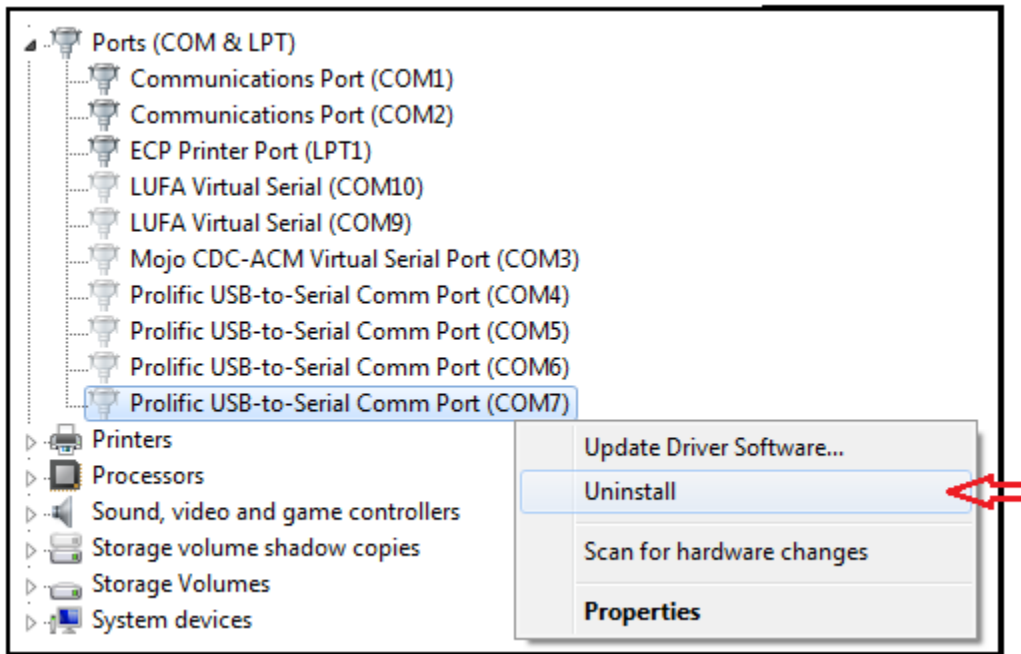 Ports (COM & LPT)
Communications Port (COM1)
Communications Port (COM2)
ECP Printer Port (LPT1)
LUFA Virtual Serial (COM10)
LUFA Virtual Serial (COM9)
Mojo CDC-ACM Virtual Serial Port (COM3)
Prolific USB-to-Serial Comm Port (COM4)
Prolific USB-to-Serial Comm Port (COM5)
Prolific USB-to-Serial Comm Port (COM6)
Prolific USB-to-Serial Comm Port (COM7)
Printers
Processors
Sound, video and game controllers
Storage volume shadow copies
Storage Volumes
System devices
Update Driver Software...
Uninstall
Scan for hardware changes
Properties